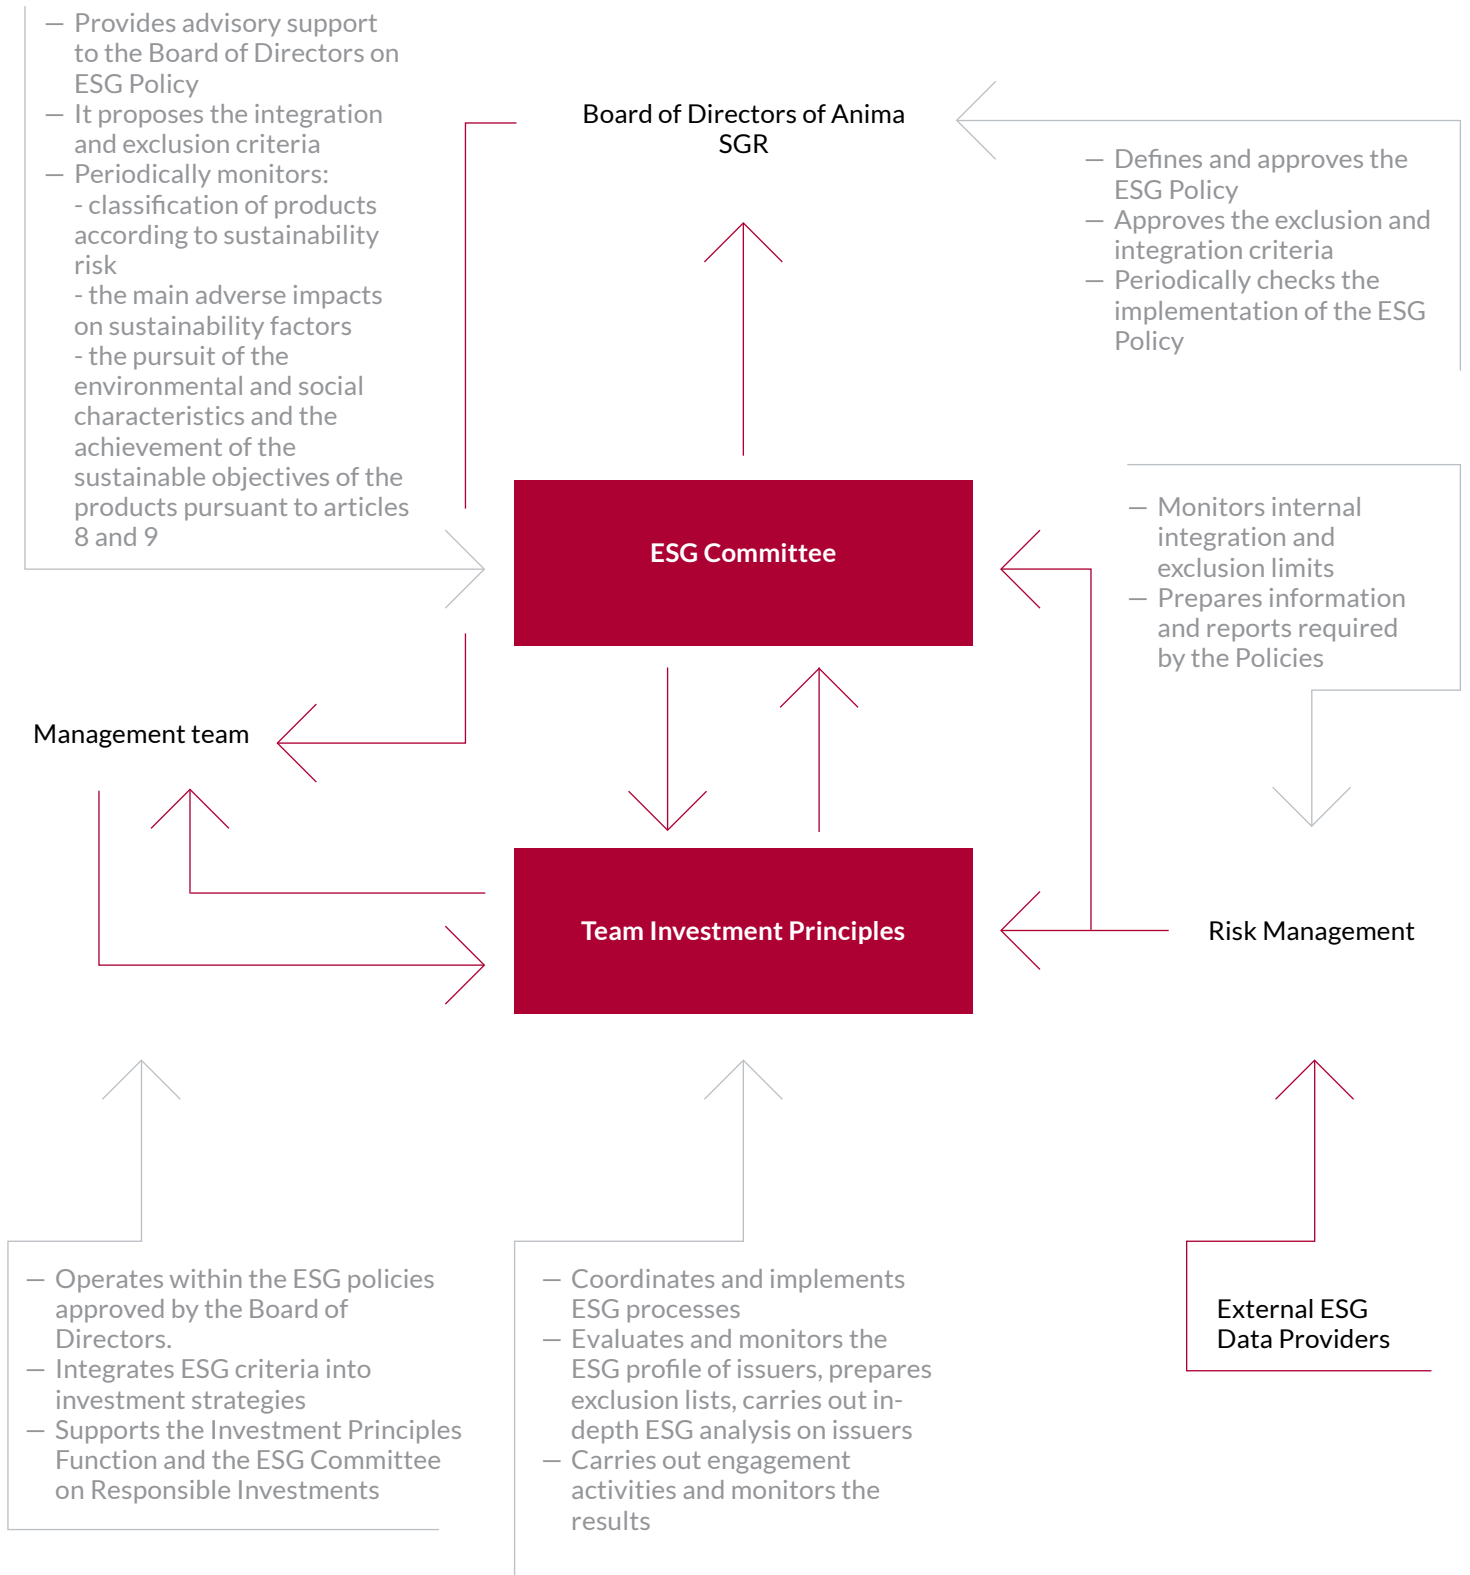 — Provides advisory support
to the Board of Directors on
ESG Policy
— It proposes the integration
and exclusion criteria
— Periodically monitors:
- classification of products
according to sustainability
risk
- the main adverse impacts
on sustainability factors
- the pursuit of the
environmental and social
characteristics and the
achievement of the
sustainable objectives of the
products pursuant to articles
8 and 9
Board of Directors of Anima
SGR
— Defines and approves the
ESG Policy
— Approves the exclusion and
integration criteria
— Periodically checks the
implementation of the ESG
Policy
ESG Committee
— Monitors internal
integration and
exclusion limits
— Prepares information
and reports required
by the Policies
Management team
Team Investment Principles
Risk Management
— Operates within the ESG policies
approved by the Board of
Directors.
— Integrates ESG criteria into
investment strategies
— Supports the Investment Principles
Function and the ESG Committee
on Responsible Investments
— Coordinates and implements
ESG processes
— Evaluates and monitors the
ESG profile of issuers, prepares
exclusion lists, carries out in-
depth ESG analysis on issuers
— Carries out engagement
activities and monitors the
results
External ESG
Data Providers